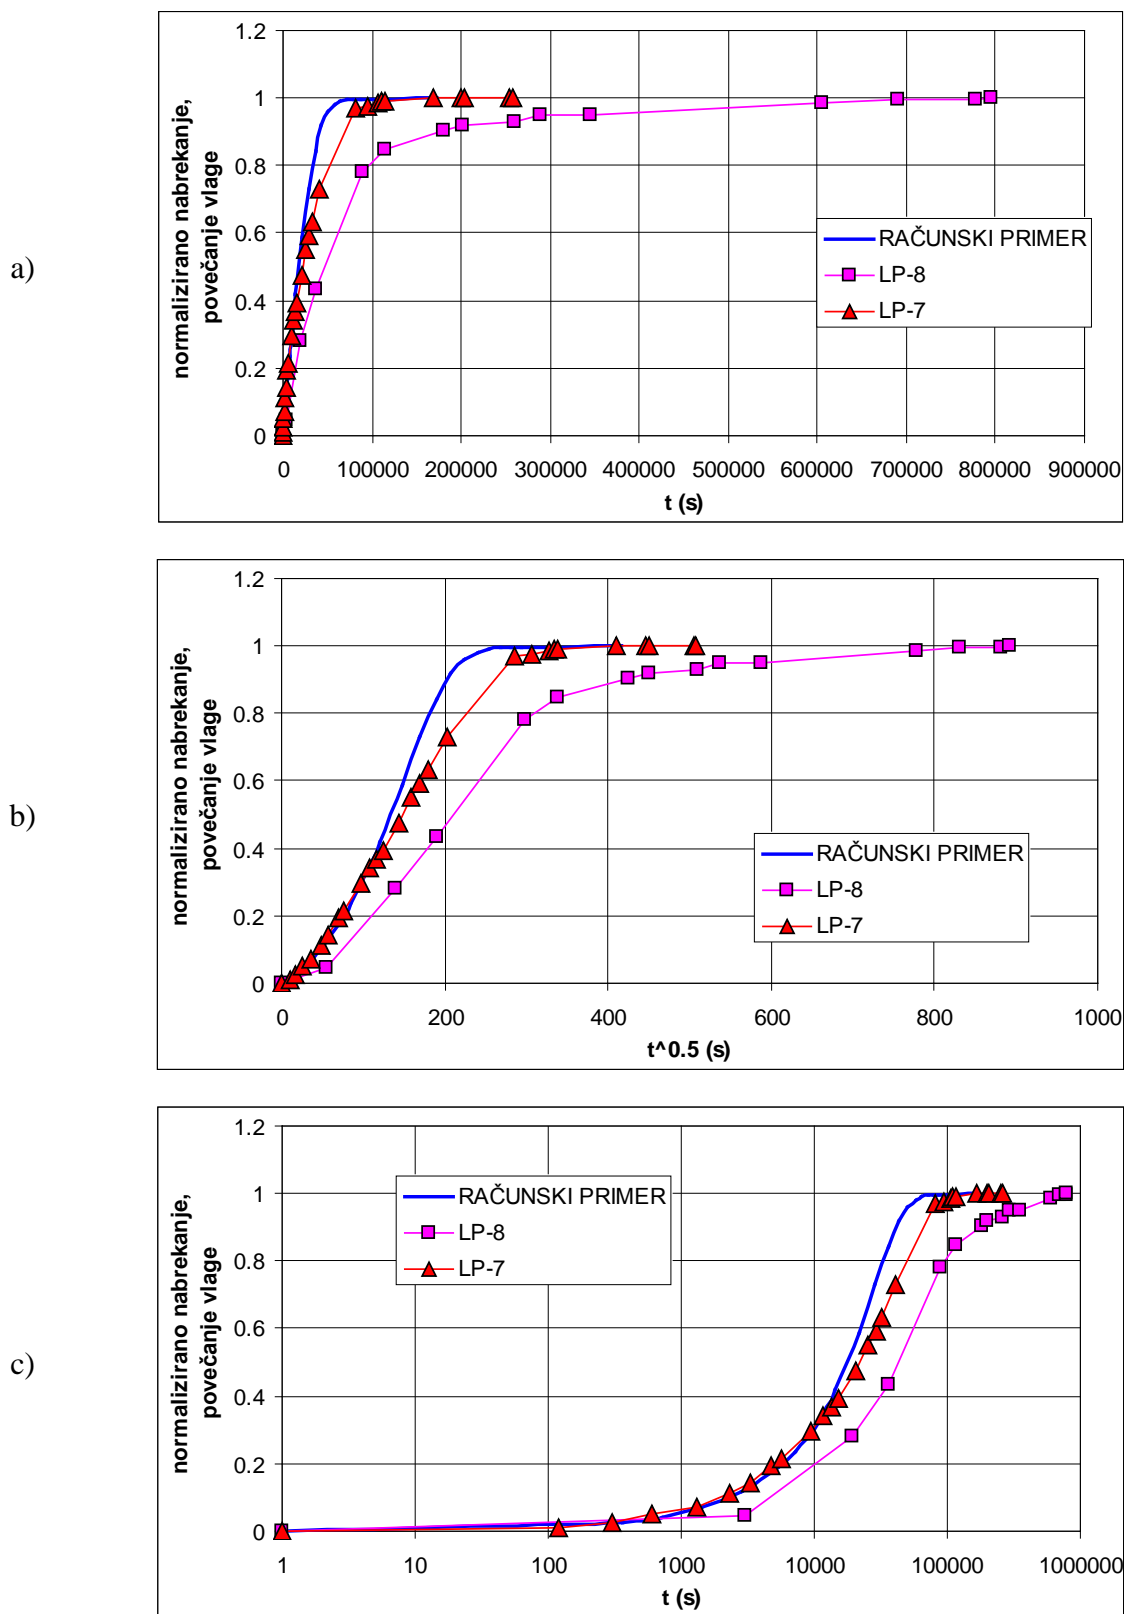 a)
normalizirano nabrekanje,
povečanje vlage
1.2
1
0.8
0.6
0.4
0.2
0
RAČUNSKI PRIMER
LP-8
LP-7
0 100000 200000 300000 400000 500000 600000 700000 800000 900000
t (s)
b)
normalizirano nabrekanje,
povečanje vlage
1.2
1
0.8
0.6
0.4
0.2
0
RAČUNSKI PRIMER
LP-8
LP-7
0 200 400 600 800 1000
t^0.5 (s)
c)
normalizirano nabrekanje,
povečanje vlage
1.2
1
0.8
0.6
0.4
0.2
0
RAČUNSKI PRIMER
LP-8
LP-7
1 10 100 1000 10000 100000 1000000
t (s)